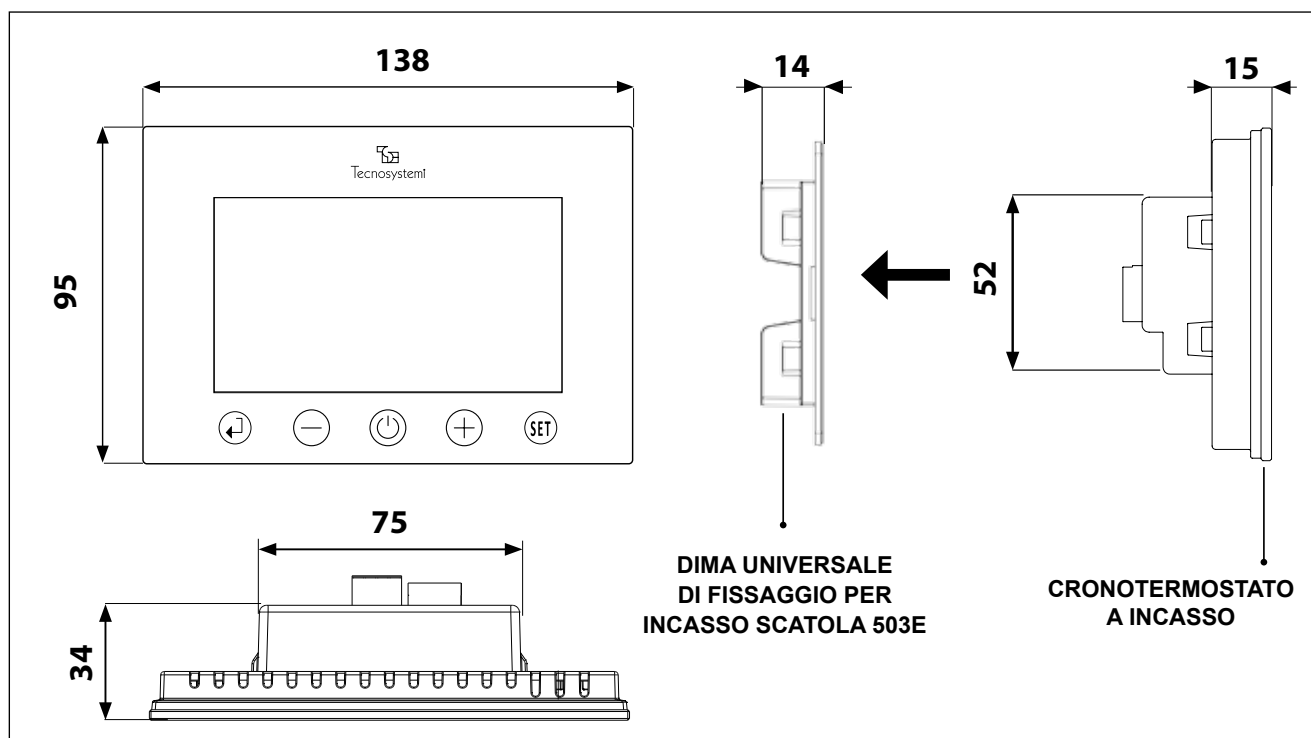 138
14
15
Tecnosystemi
95
52
SET
75
34
DIMA UNIVERSALE
DI FISSAGGIO PER
INCASSO SCATOLA 503E
CRONOTERMOSTATO
A INCASSO